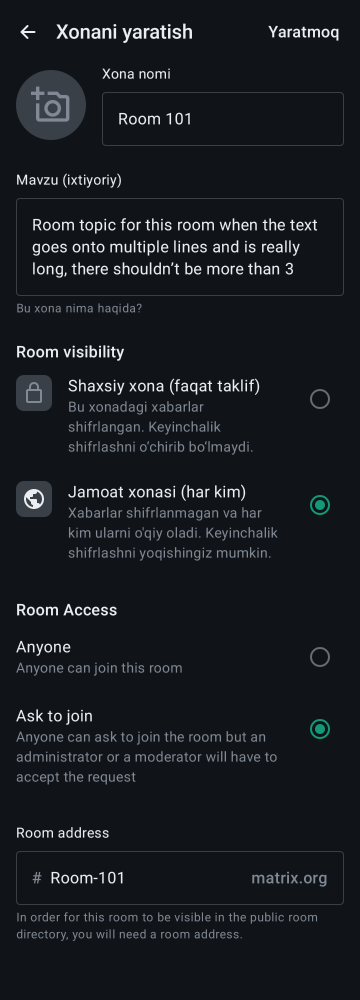 Xonani yaratish
Yaratmoq
Xona nomi
Room 101
Mavzu (ixtiyoriy)
Room topic for this room when the text
goes onto multiple lines and is really
long, there shouldn’t be more than 3
Bu xona nima haqida?
Room visibility
Shaxsiy xona (faqat taklif)
Bu xonadagi xabarlar
shifrlangan. Keyinchalik
shifrlashni o‘chirib bo‘lmaydi.
Jamoat xonasi (har kim)
Xabarlar shifrlanmagan va har
kim ularni o'qiy oladi. Keyinchalik
shifrlashni yoqishingiz mumkin.
Room Access
Anyone
Anyone can join this room
Ask to join
Anyone can ask to join the room but an
administrator or a moderator will have to
accept the request
Room address
# Room-101 matrix.org
In order for this room to be visible in the public room
directory, you will need a room address.